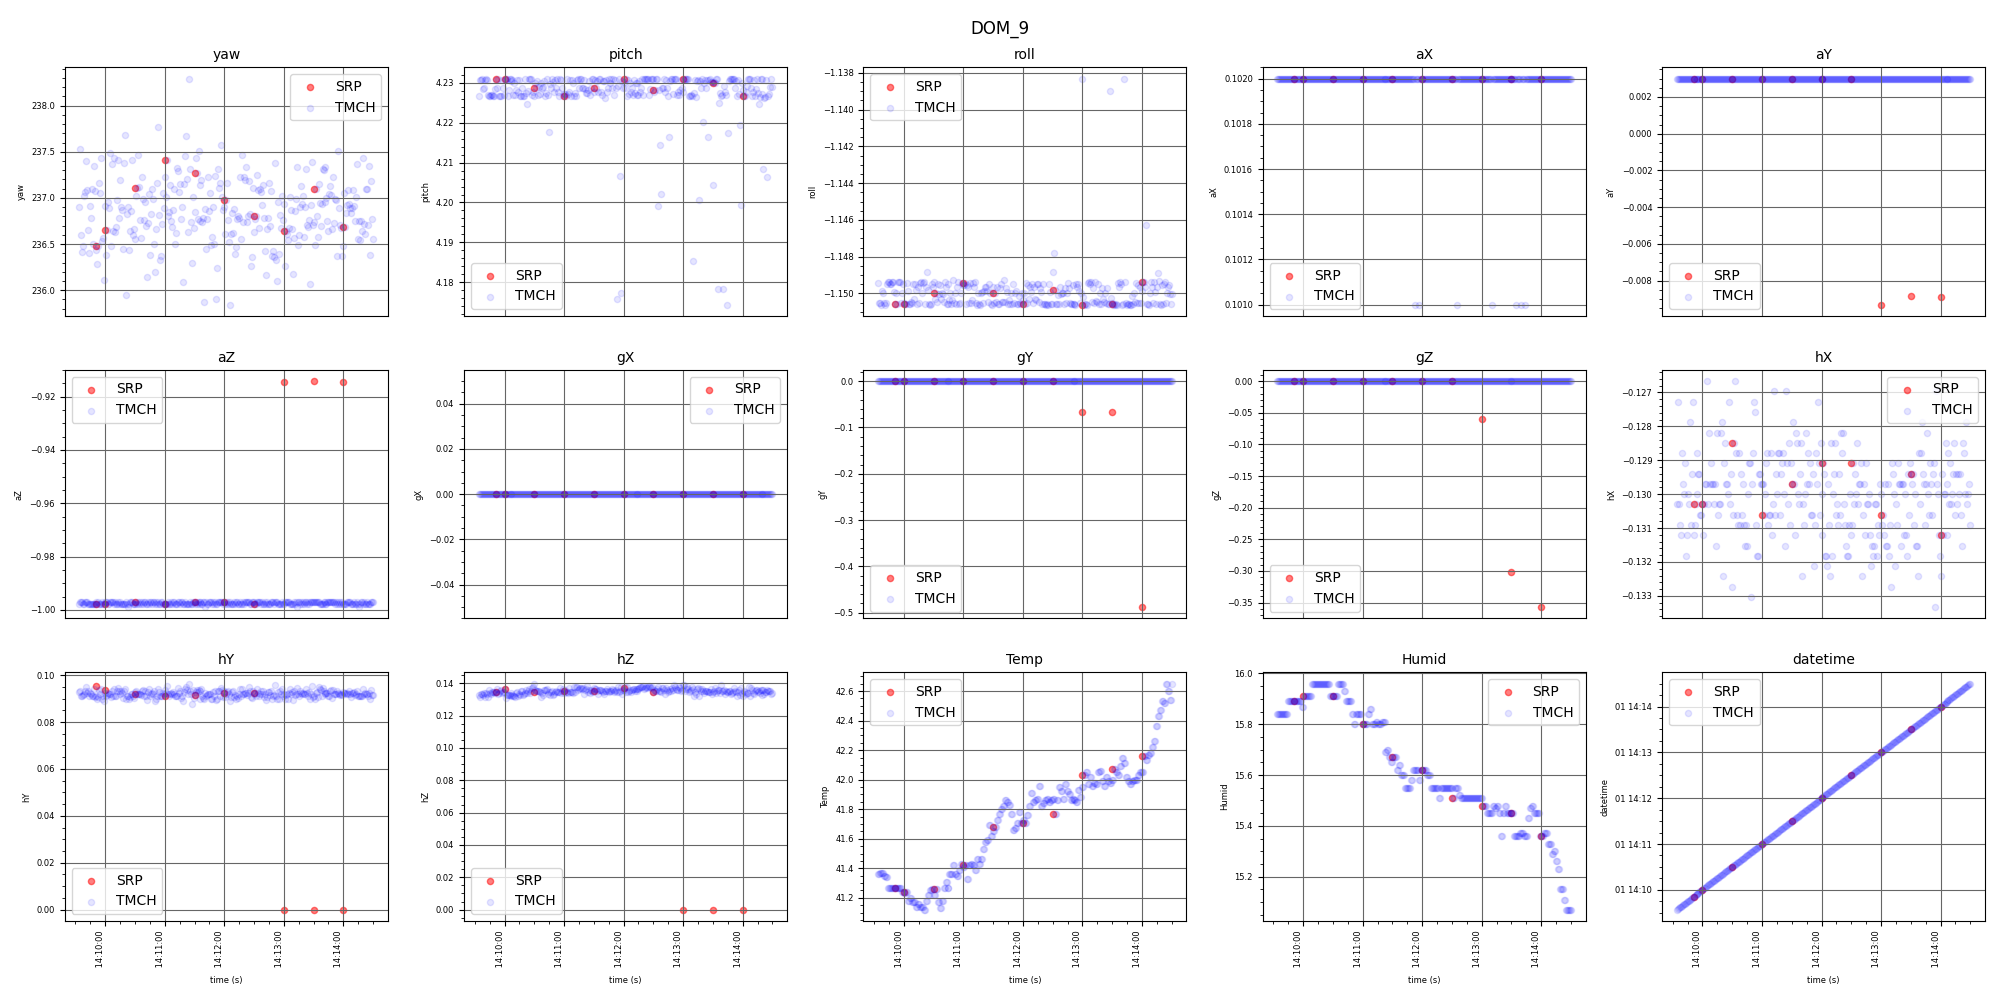 DOM_9
yaw
pitch
roll
aX
aY
SRP
TMCH
yaw
238.0
237.5
237.0
236.5
236.0
SRP
TMCH
pitch
4.23
4.22
4.21
4.20
4.19
4.18
SRP
TMCH
roll
−1.138
−1.140
−1.142
−1.144
−1.146
−1.148
−1.150
SRP
TMCH
aX
0.1020
0.1018
0.1016
0.1014
0.1012
0.1010
SRP
TMCH
aY
0.002
0.000
−0.002
−0.004
−0.006
−0.008
aZ
gX
gY
gZ
hX
SRP
TMCH
aZ
−0.92
−0.94
−0.96
−0.98
−1.00
SRP
TMCH
gX
0.04
0.02
0.00
−0.02
−0.04
SRP
TMCH
gY
0.0
−0.1
−0.2
−0.3
−0.4
−0.5
SRP
TMCH
gZ
0.00
−0.05
−0.10
−0.15
−0.20
−0.25
−0.30
−0.35
SRP
TMCH
hX
−0.127
−0.128
−0.129
−0.130
−0.131
−0.132
−0.133
hY
hZ
Temp
Humid
datetime
SRP
TMCH
hY
0.10
0.08
0.06
0.04
0.02
0.00
14:10:00
14:11:00
14:12:00
14:13:00
14:14:00
time (s)
SRP
TMCH
hZ
0.14
0.12
0.10
0.08
0.06
0.04
0.02
0.00
14:10:00
14:11:00
14:12:00
14:13:00
14:14:00
time (s)
SRP
TMCH
Temp
42.6
42.4
42.2
42.0
41.8
41.6
41.4
41.2
14:10:00
14:11:00
14:12:00
14:13:00
14:14:00
time (s)
SRP
TMCH
Humid
16.0
15.8
15.6
15.4
15.2
14:10:00
14:11:00
14:12:00
14:13:00
14:14:00
time (s)
SRP
TMCH
datetime
01 14:14
01 14:13
01 14:12
01 14:11
01 14:10
14:10:00
14:11:00
14:12:00
14:13:00
14:14:00
time (s)